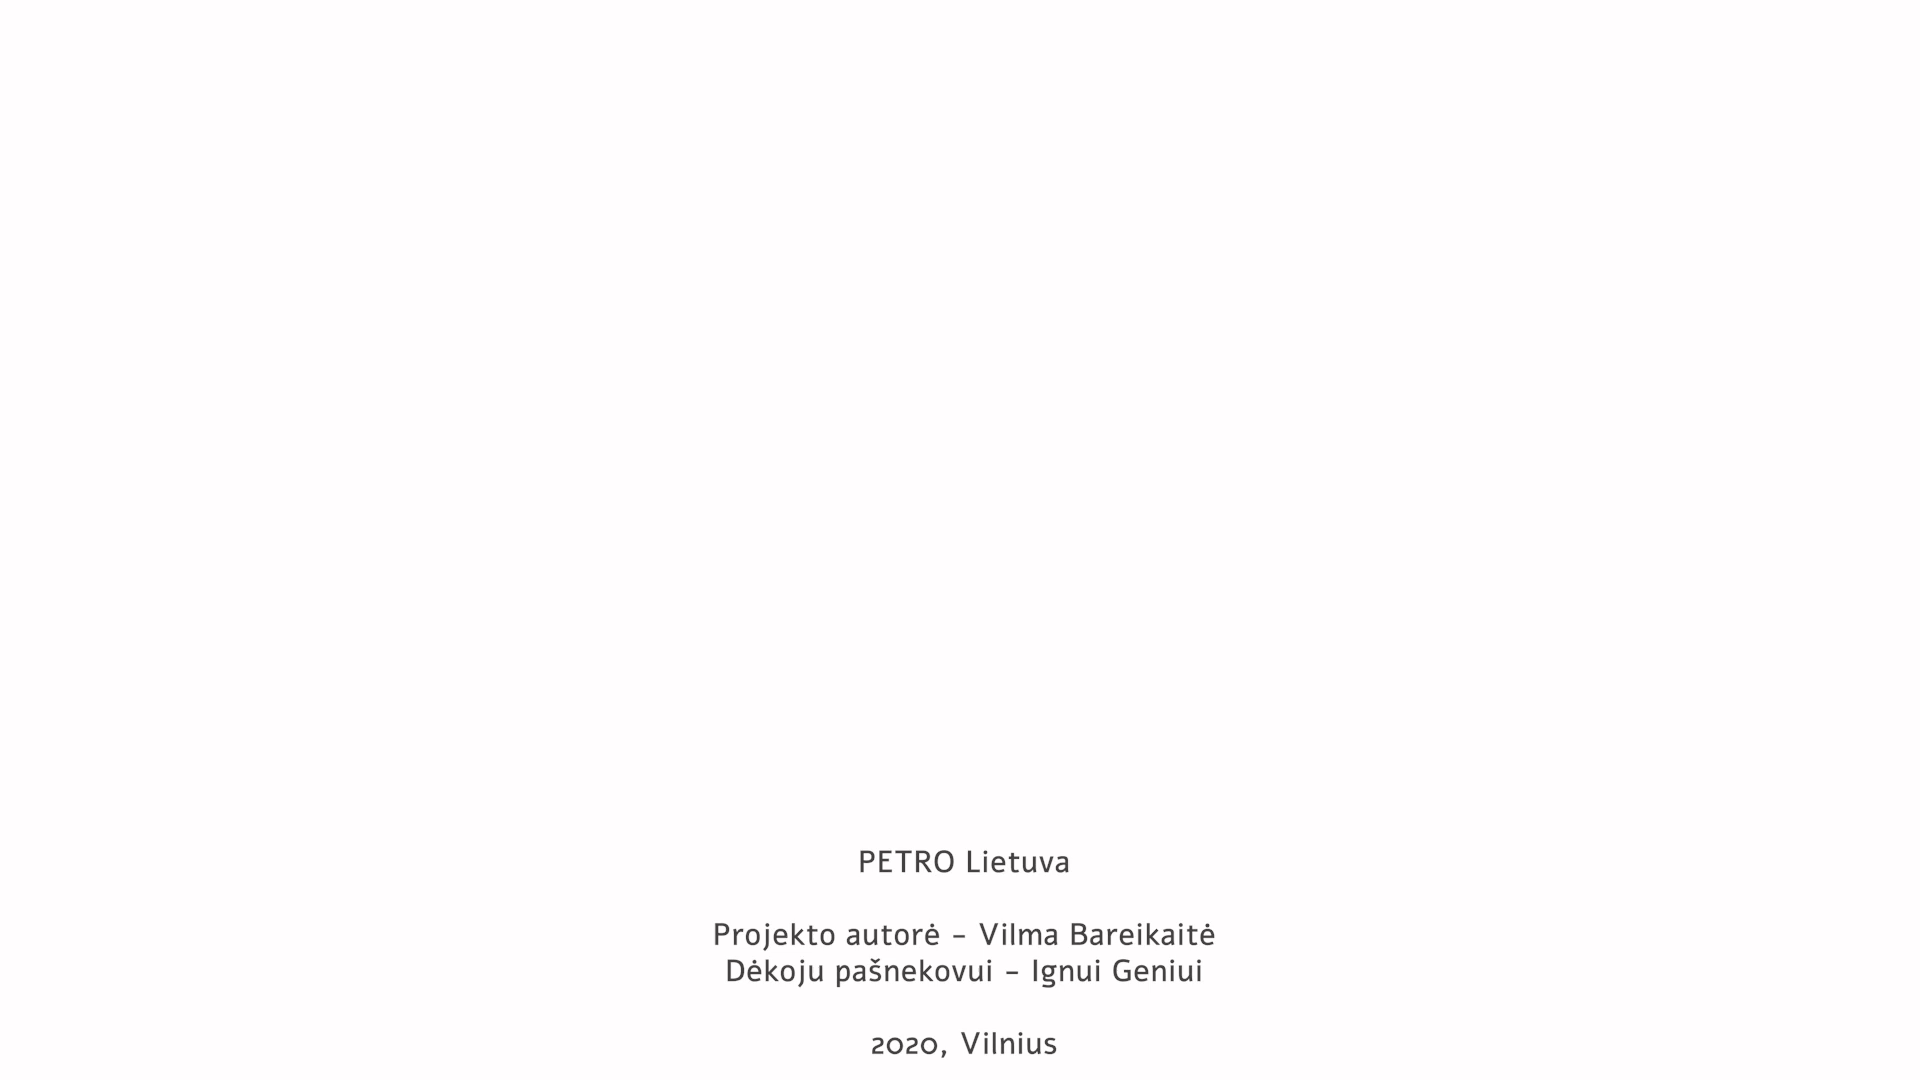 PETRO Lietuva
Projekto autorė – Vilma Bareikaitė
Dėkoju pašnekovui – Ignui Geniui
2020, Vilnius